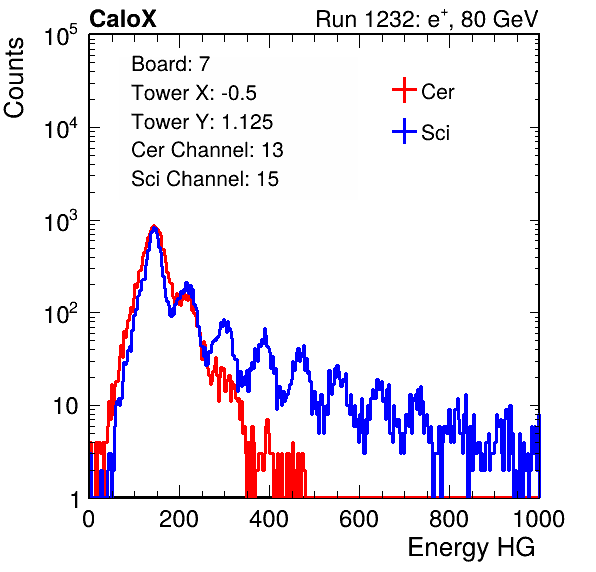 CaloX Run 1232: e+, 80 GeV
Counts
Board: 7
Tower X: -0.5
Tower Y: 1.125
Cer Channel: 13
Sci Channel: 15
Cer
Sci
10^5
10^4
10^3
10^2
10
1
0 200 400 600 800 1000
Energy HG